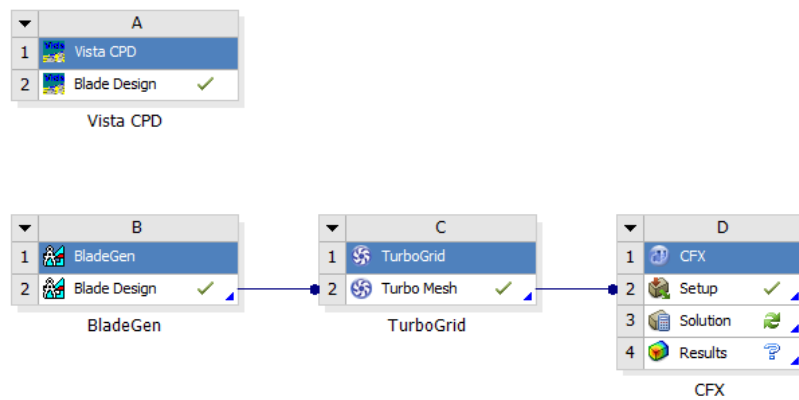 A
1 Vista CPD
2 Blade Design
Vista CPD
B
1 BladeGen
2 Blade Design
BladeGen
C
1 TurboGrid
2 Turbo Mesh
TurboGrid
D
1 CFX
2 Setup
3 Solution
4 Results
CFX